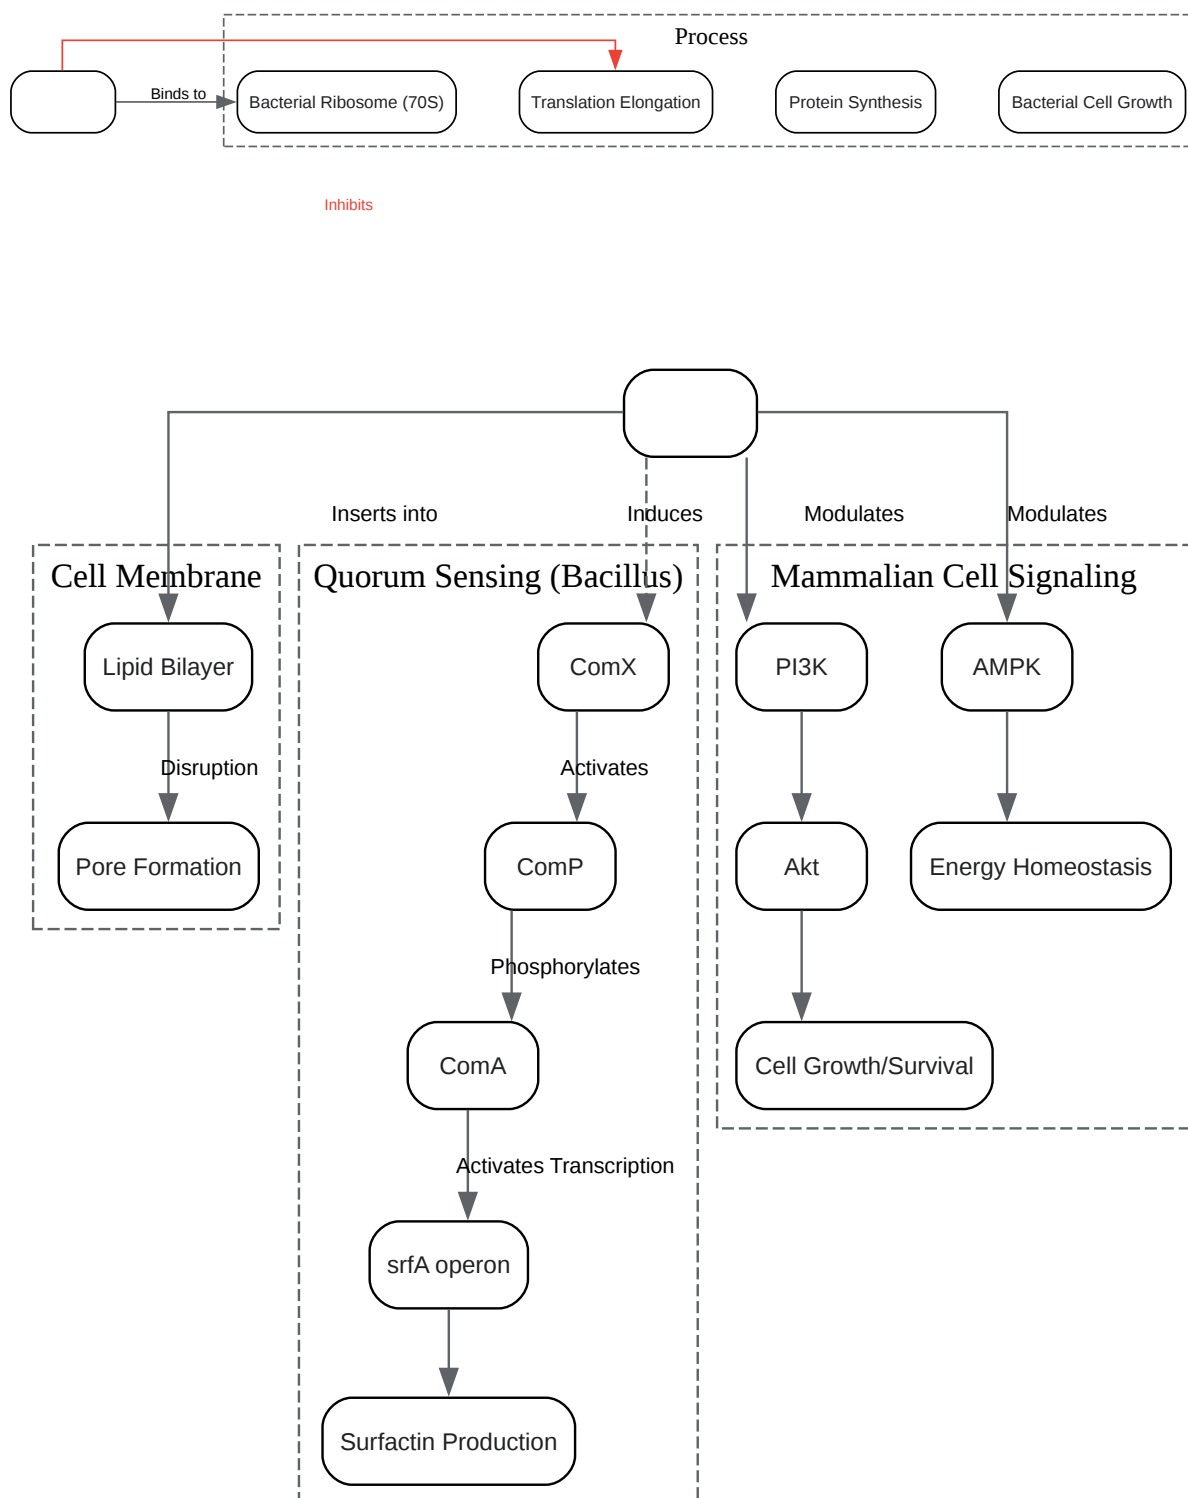 Process
Binds to
Bacterial Ribosome (70S)
Translation Elongation
Protein Synthesis
Bacterial Cell Growth
Inhibits
Inserts into
Induces
Modulates
Modulates
Cell Membrane
Quorum Sensing (Bacillus)
Mammalian Cell Signaling
Lipid Bilayer
ComX
PI3K
AMPK
Disruption
Activates
Pore Formation
ComP
Akt
Energy Homeostasis
Phosphorylates
ComA
Cell Growth/Survival
Activates Transcription
srfA operon
Surfactin Production